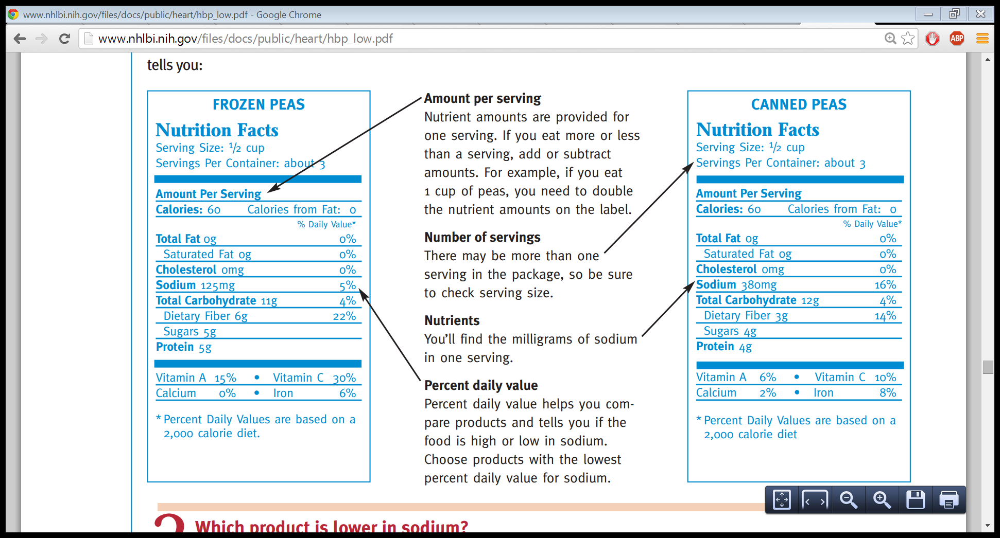 www.nhlbi.nih.gov/files/docs/public/heart/hbp_low.pdf - Google Chrome
www.nhlbi.nih.gov/files/docs/public/heart/hbp_low.pdf
ABP
tells you:
FROZEN PEAS
Nutrition Facts
Serving Size: 1/2 cup
Servings Per Container: about 3
Amount Per Serving
Calories: 60 Calories from Fat: 0
% Daily Value*
Total Fat 0g 0%
Saturated Fat 0g 0%
Cholesterol 0mg 0%
Sodium 125mg 5%
Total Carbohydrate 11g 4%
Dietary Fiber 6g 22%
Sugars 5g
Protein 5g
Vitamin A 15% • Vitamin C 30%
Calcium 0% • Iron 6%
* Percent Daily Values are based on a
2,000 calorie diet.
Amount per serving
Nutrient amounts are provided for
one serving. If you eat more or less
than a serving, add or subtract
amounts. For example, if you eat
1 cup of peas, you need to double
the nutrient amounts on the label.
Number of servings
There may be more than one
serving in the package, so be sure
to check serving size.
Nutrients
You'll find the milligrams of sodium
in one serving.
Percent daily value
Percent daily value helps you com-
pare products and tells you if the
food is high or low in sodium.
Choose products with the lowest
percent daily value for sodium.
CANNED PEAS
Nutrition Facts
Serving Size: 1/2 cup
Servings Per Container: about 3
Amount Per Serving
Calories: 60 Calories from Fat: 0
% Daily Value*
Total Fat 0g 0%
Saturated Fat 0g 0%
Cholesterol 0mg 0%
Sodium 380mg 16%
Total Carbohydrate 12g 4%
Dietary Fiber 3g 14%
Sugars 4g
Protein 4g
Vitamin A 6% • Vitamin C 10%
Calcium 2% • Iron 8%
* Percent Daily Values are based on a
2,000 calorie diet
? Which product is lower in sodium?